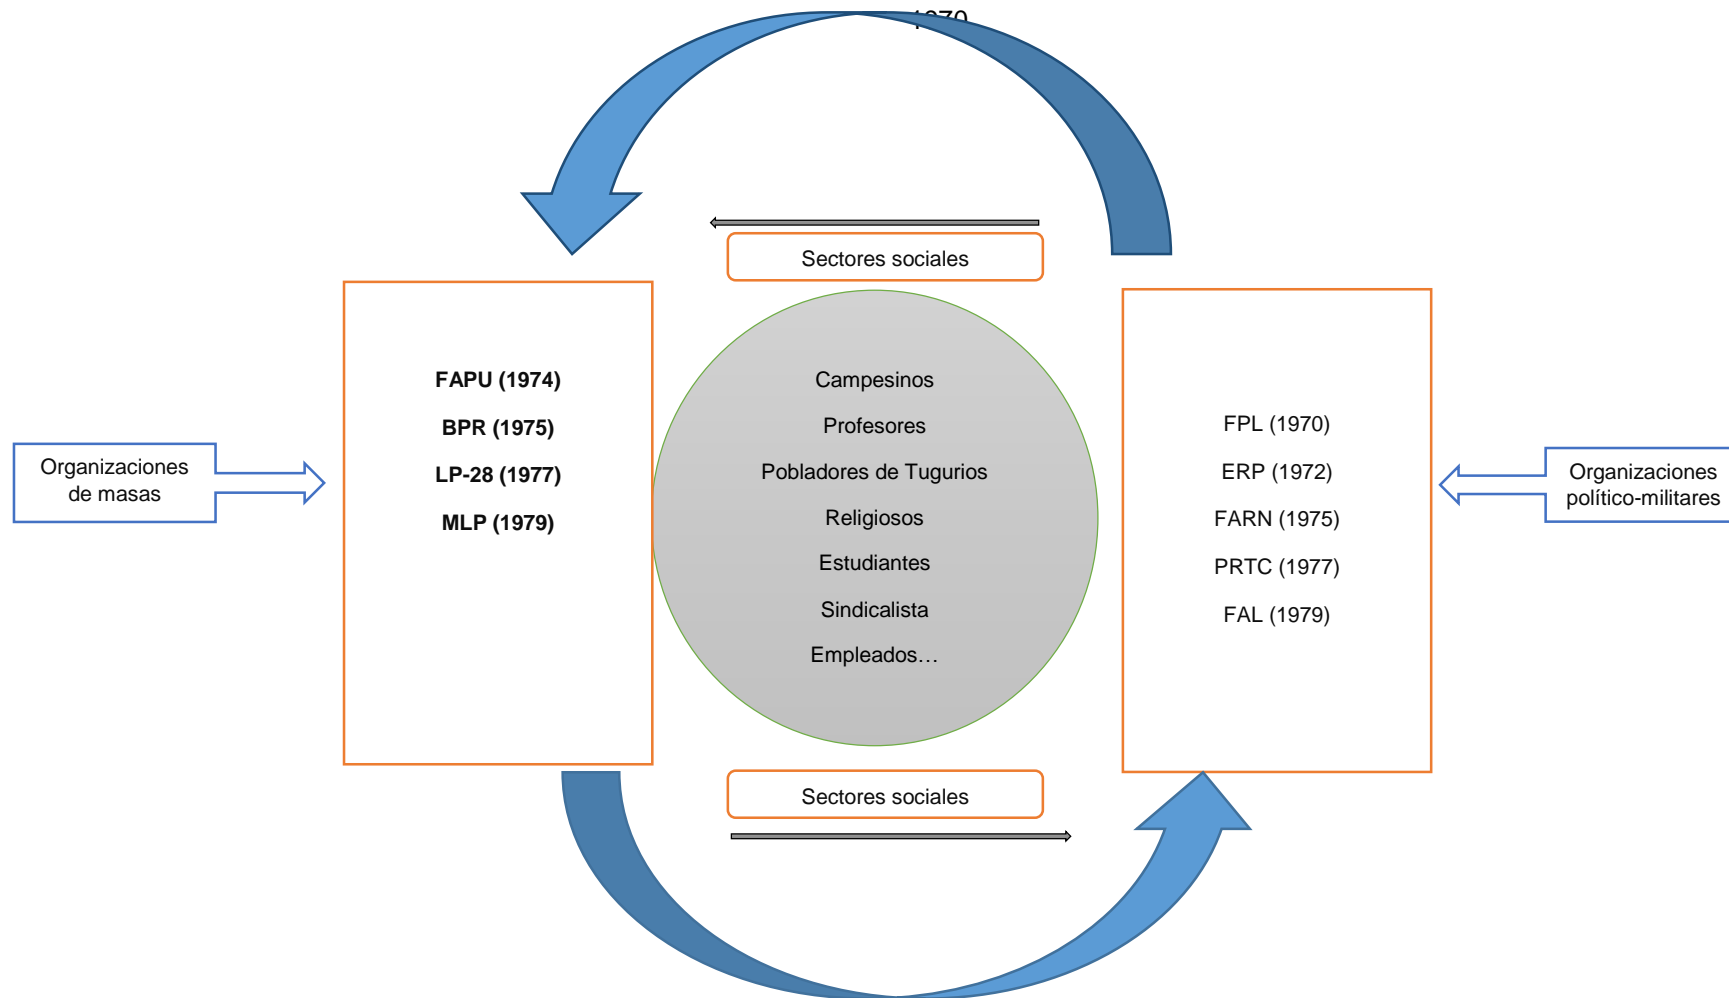 1970
Sectores sociales
Organizaciones
de masas
FAPU (1974)
BPR (1975)
LP-28 (1977)
MLP (1979)
Campesinos
Profesores
Pobladores de Tugurios
Religiosos
Estudiantes
Sindicalista
Empleados…
FPL (1970)
ERP (1972)
FARN (1975)
PRTC (1977)
FAL (1979)
Organizaciones
político-militares
Sectores sociales